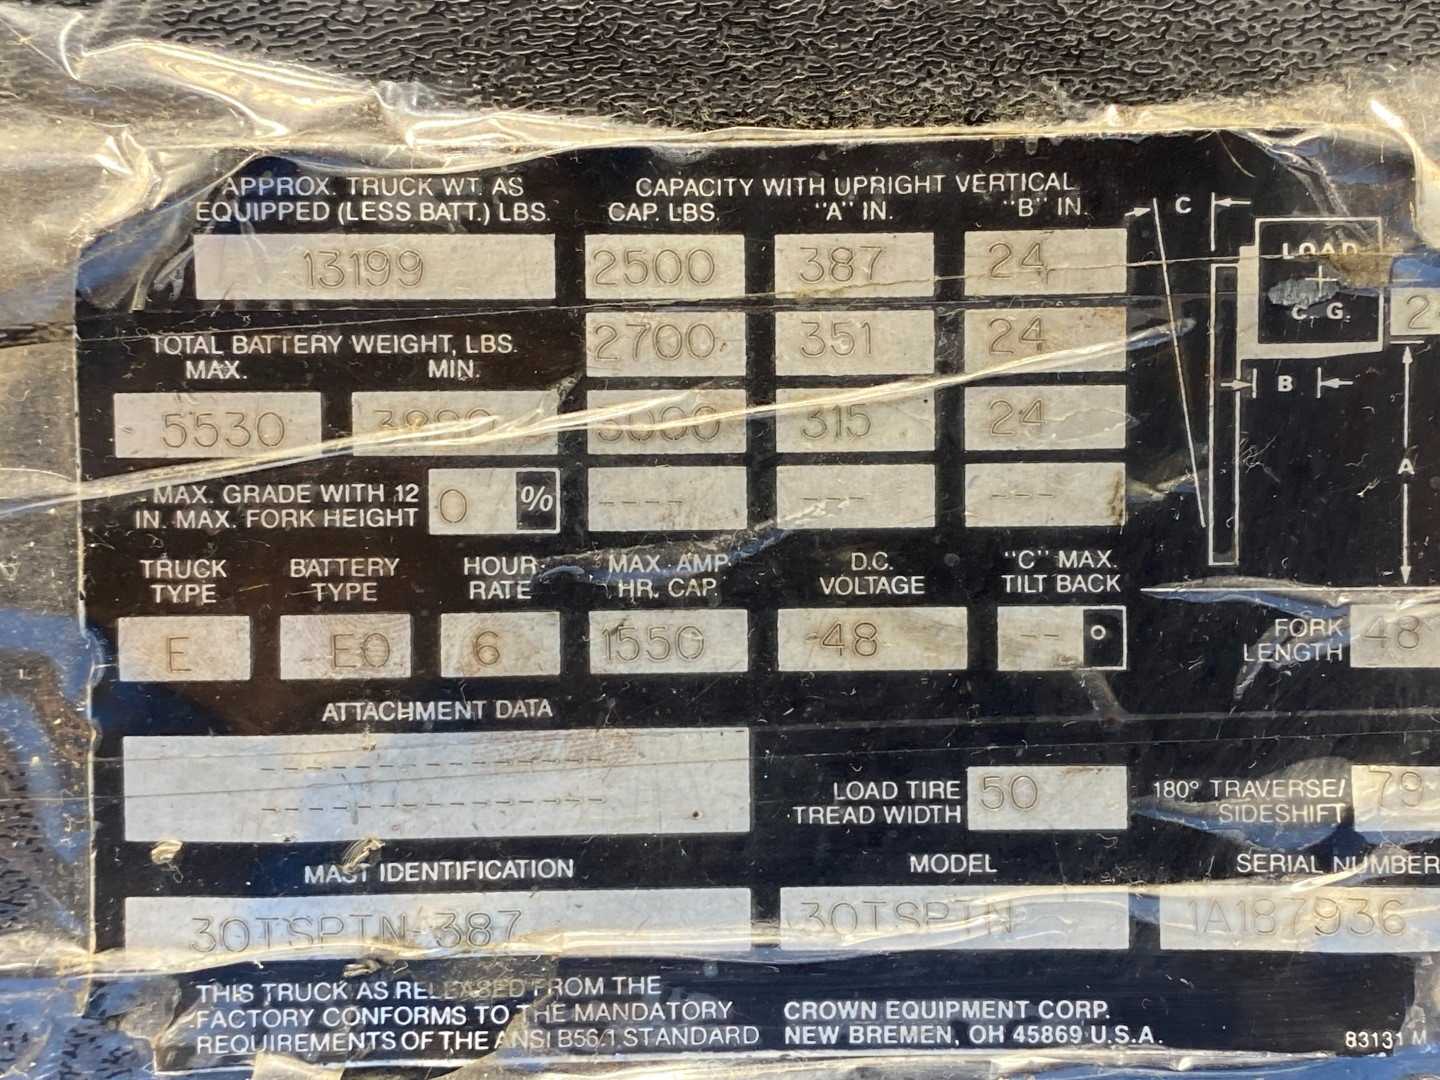 APPROX. TRUCK WT. AS
EQUIPPED (LESS BATT.) LBS.
13199
CAPACITY WITH UPRIGHT VERTICAL
CAP. LBS. "A" IN. "B" IN.
2500 387 24
2700 351 24
3000 315 24
---- --- ---
TOTAL BATTERY WEIGHT, LBS.
MAX. MIN.
5530
MAX. GRADE WITH 12
IN. MAX. FORK HEIGHT
0 %
C
LOAD
+
C. G.
2
B
A
TRUCK
TYPE
E
BATTERY
TYPE
EO
HOUR
RATE
6
MAX. AMP
HR. CAP.
1550
D.C.
VOLTAGE
48
"C" MAX.
TILT BACK
-- °
FORK
LENGTH
48
ATTACHMENT DATA
--------------------
--------------------
LOAD TIRE
TREAD WIDTH
50
180° TRAVERSE/
SIDESHIFT
79
MAST IDENTIFICATION
30TSPTN-387
MODEL
30TSPTN
SERIAL NUMBER
1A187936
THIS TRUCK AS RELEASED FROM THE
FACTORY CONFORMS TO THE MANDATORY
REQUIREMENTS OF THE ANSI B56.1 STANDARD
CROWN EQUIPMENT CORP.
NEW BREMEN, OH 45869 U.S.A.
83131 M